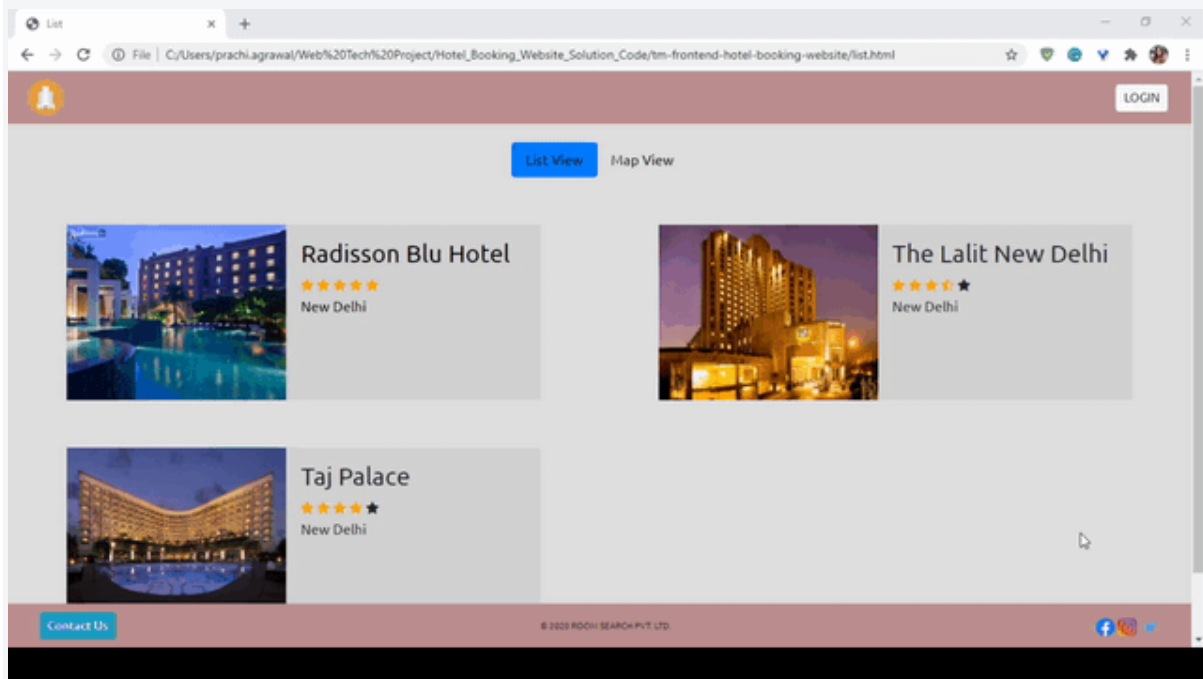 List
File | C:/Users/prachi.agrawal/Web%20Tech%20Project/Hotel_Booking_Website_Solution_Code/tm-frontend-hotel-booking-website/list.html
LOGIN
List View Map View
Radisson Blu Hotel
New Delhi
The Lalit New Delhi
New Delhi
Taj Palace
New Delhi
Contact Us
© 2020 ROOM SEARCH PVT. LTD.